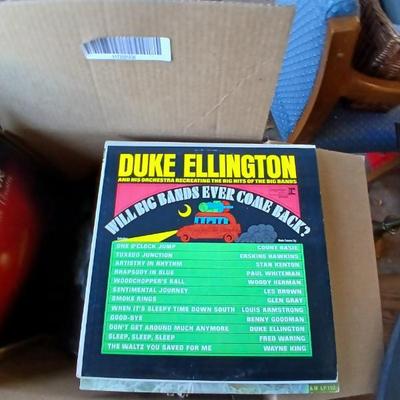 DUKE ELLINGTON
AND HIS ORCHESTRA RECREATING THE BIG HITS OF THE BIG BANDS
WILL BIG BANDS EVER COME BACK?
ONE O'CLOCK JUMP COUNT BASIE
TUXEDO JUNCTION ERSKINE HAWKINS
ARTISTRY IN RHYTHM STAN KENTON
RHAPSODY IN BLUE PAUL WHITEMAN
WOODCHOPPER'S BALL WOODY HERMAN
SENTIMENTAL JOURNEY LES BROWN
SMOKE RINGS GLEN GRAY
WHEN IT'S SLEEPY TIME DOWN SOUTH LOUIS ARMSTRONG
GOOD-BYE BENNY GOODMAN
DON'T GET AROUND MUCH ANYMORE DUKE ELLINGTON
SLEEP, SLEEP, SLEEP FRED WARING
THE WALTZ YOU SAVED FOR ME WAYNE KING